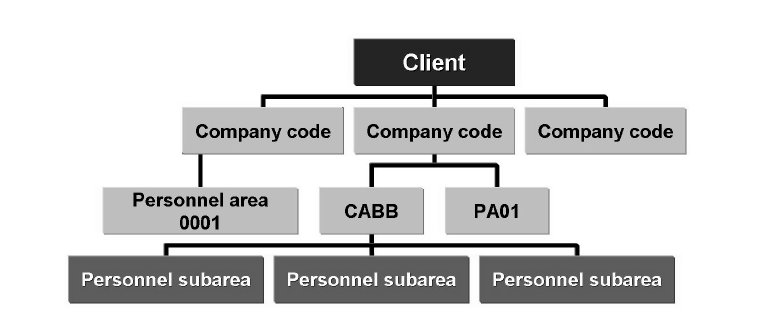 Client
Company code
Company code
Company code
Personnel area
0001
CABB
PA01
Personnel subarea
Personnel subarea
Personnel subarea